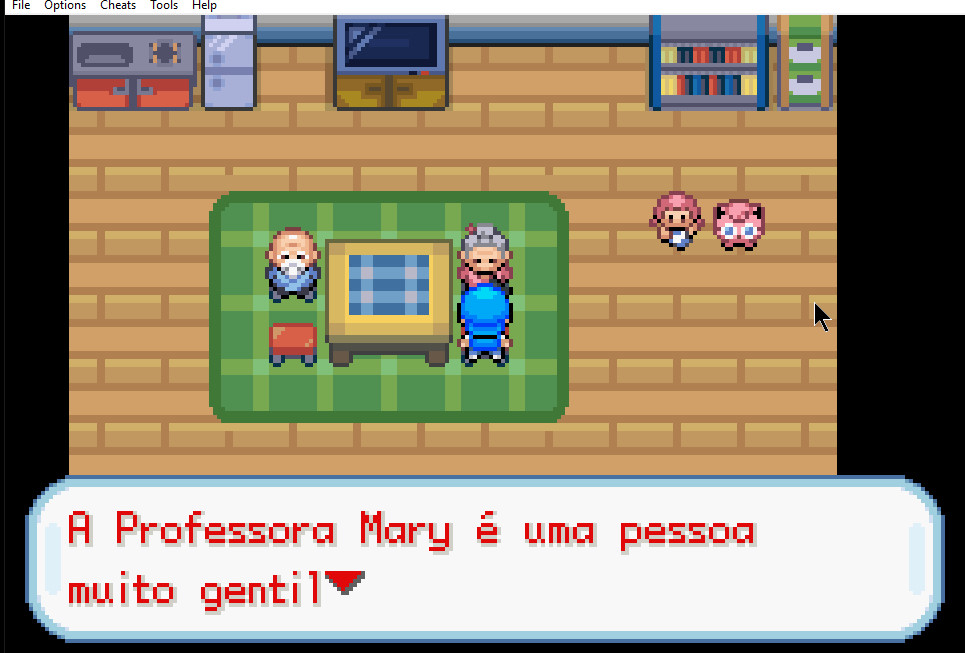 File Options Cheats Tools Help
A Professora Mary é uma pessoa
muito gentil